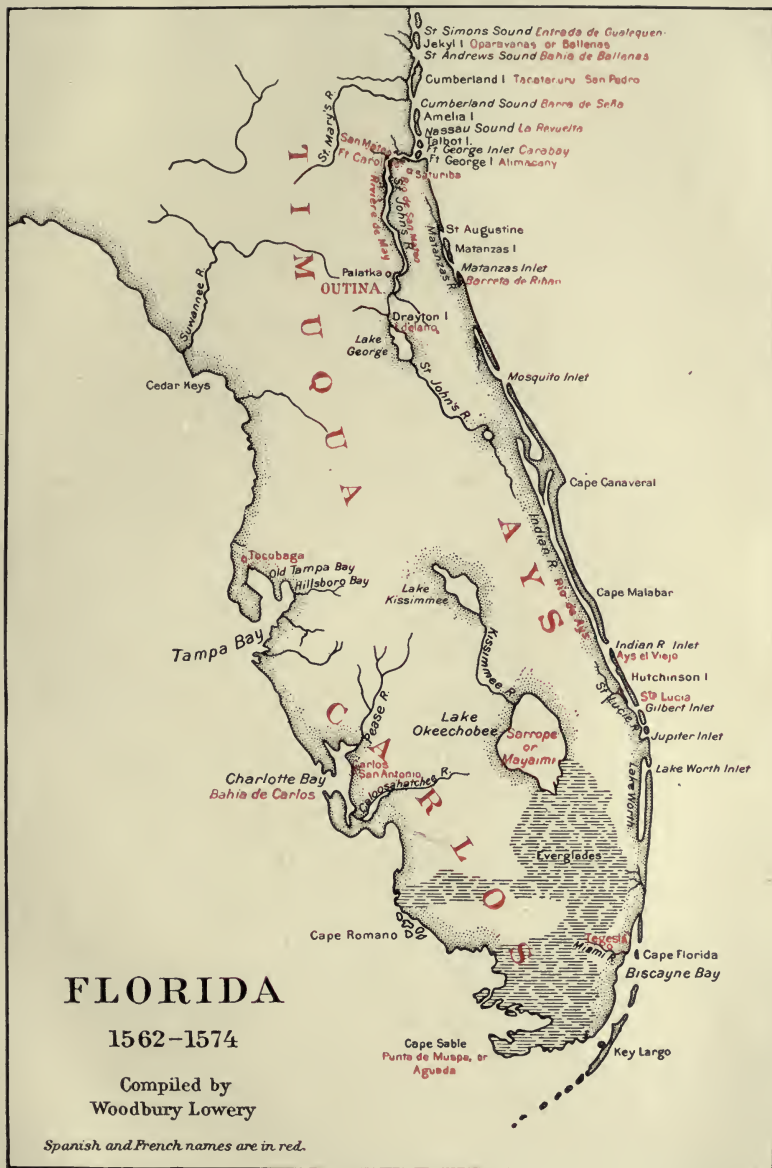 St Simons Sound Entrada de Gualequen
Jekyl I Oparavanas or Ballenas
St Andrews Sound Bahia de Ballenas
Cumberland I Tacatacuru San Pedro
Cumberland Sound Barra de Seña
Amelia I
Nassau Sound La Revuelta
Talbot I.
Ft George Inlet Carabay
Ft George I Alimacany
St. Mary's R.
San Mateo
Ft Carol
Saturiba
Riviere de May
St Johns R.
Rio de San Mateo
TIMUQUA
St Augustine
Matanzas I
Matanzas R.
Matanzas Inlet
Barreta de Ribao
Palatka
OUTINA.
Suwannee R.
Drayton I
Edelano
Lake
George
St John's R.
Mosquito Inlet
Cedar Keys
Cape Canaveral
AYS
Indian R.
Rio de Ays
Tocobaga
Old Tampa Bay
Hillsboro Bay
Lake
Kissimmee
Cape Malabar
Tampa Bay
Kissimmee R.
Indian R Inlet
Ays el Viejo
Hutchinson I
Sta Lucia
St Lucie R.
Gilbert Inlet
Jupiter Inlet
CARLOS
Pease R.
Lake
Okeechobee
Sarrope
or
Mayaimi
Lake Worth Inlet
Lake Worth
Charlotte Bay
Bahia de Carlos
Carlos
San Antonio
Caloosahatchee R.
Everglades
Cape Romano
Tegesta
Miami R.
Cape Florida
Biscayne Bay
FLORIDA
1562–1574
Compiled by
Woodbury Lowery
Cape Sable
Punta de Muspa, or
Aguada
Key Largo
Spanish and French names are in red.